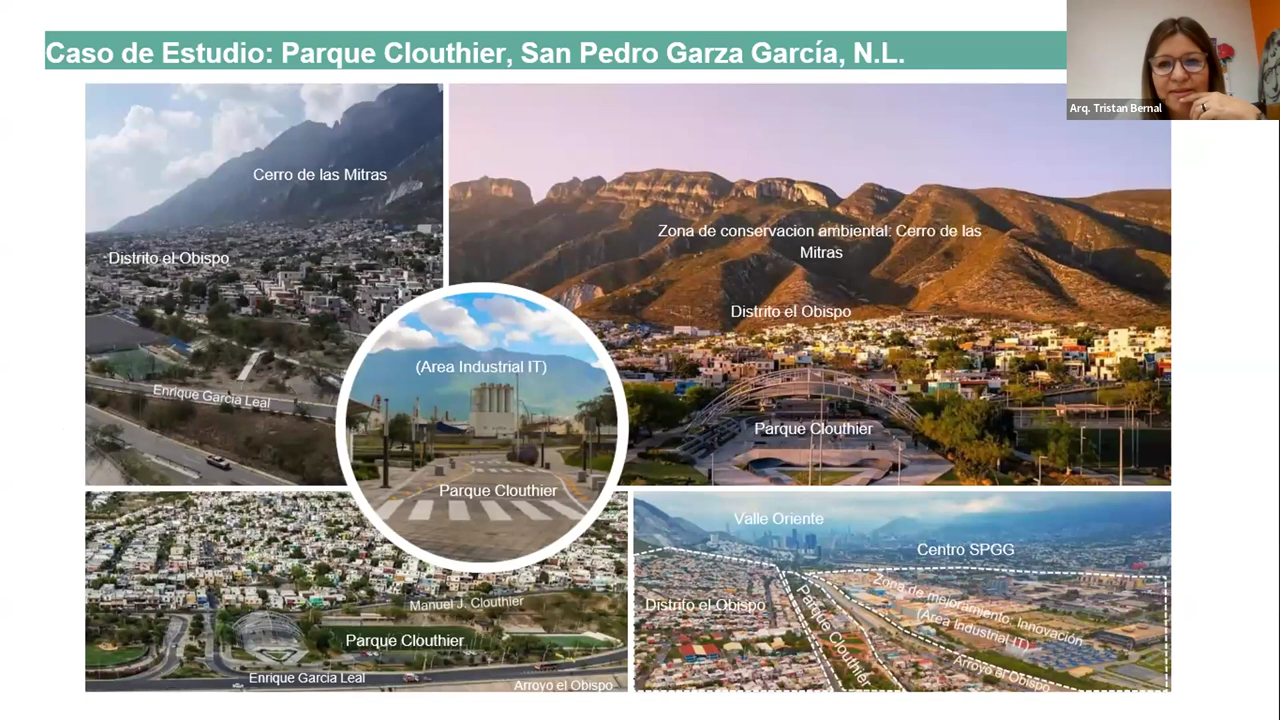 Caso de Estudio: Parque Clouthier, San Pedro Garza García, N.L.
Arq. Tristan Bernal
Cerro de las Mitras
Distrito el Obispo
Enrique Garcia Leal
Zona de conservacion ambiental: Cerro de las
Mitras
Distrito el Obispo
Parque Clouthier
(Area Industrial IT)
Parque Clouthier
Manuel J. Clouthier
Parque Clouthier
Enrique Garcia Leal
Arroyo el Obispo
Valle Oriente
Centro SPGG
Distrito el Obispo
Parque Clouthier
Zona de mejoramiento: Innovación
(Area Industrial IT)
Arroyo el Obispo